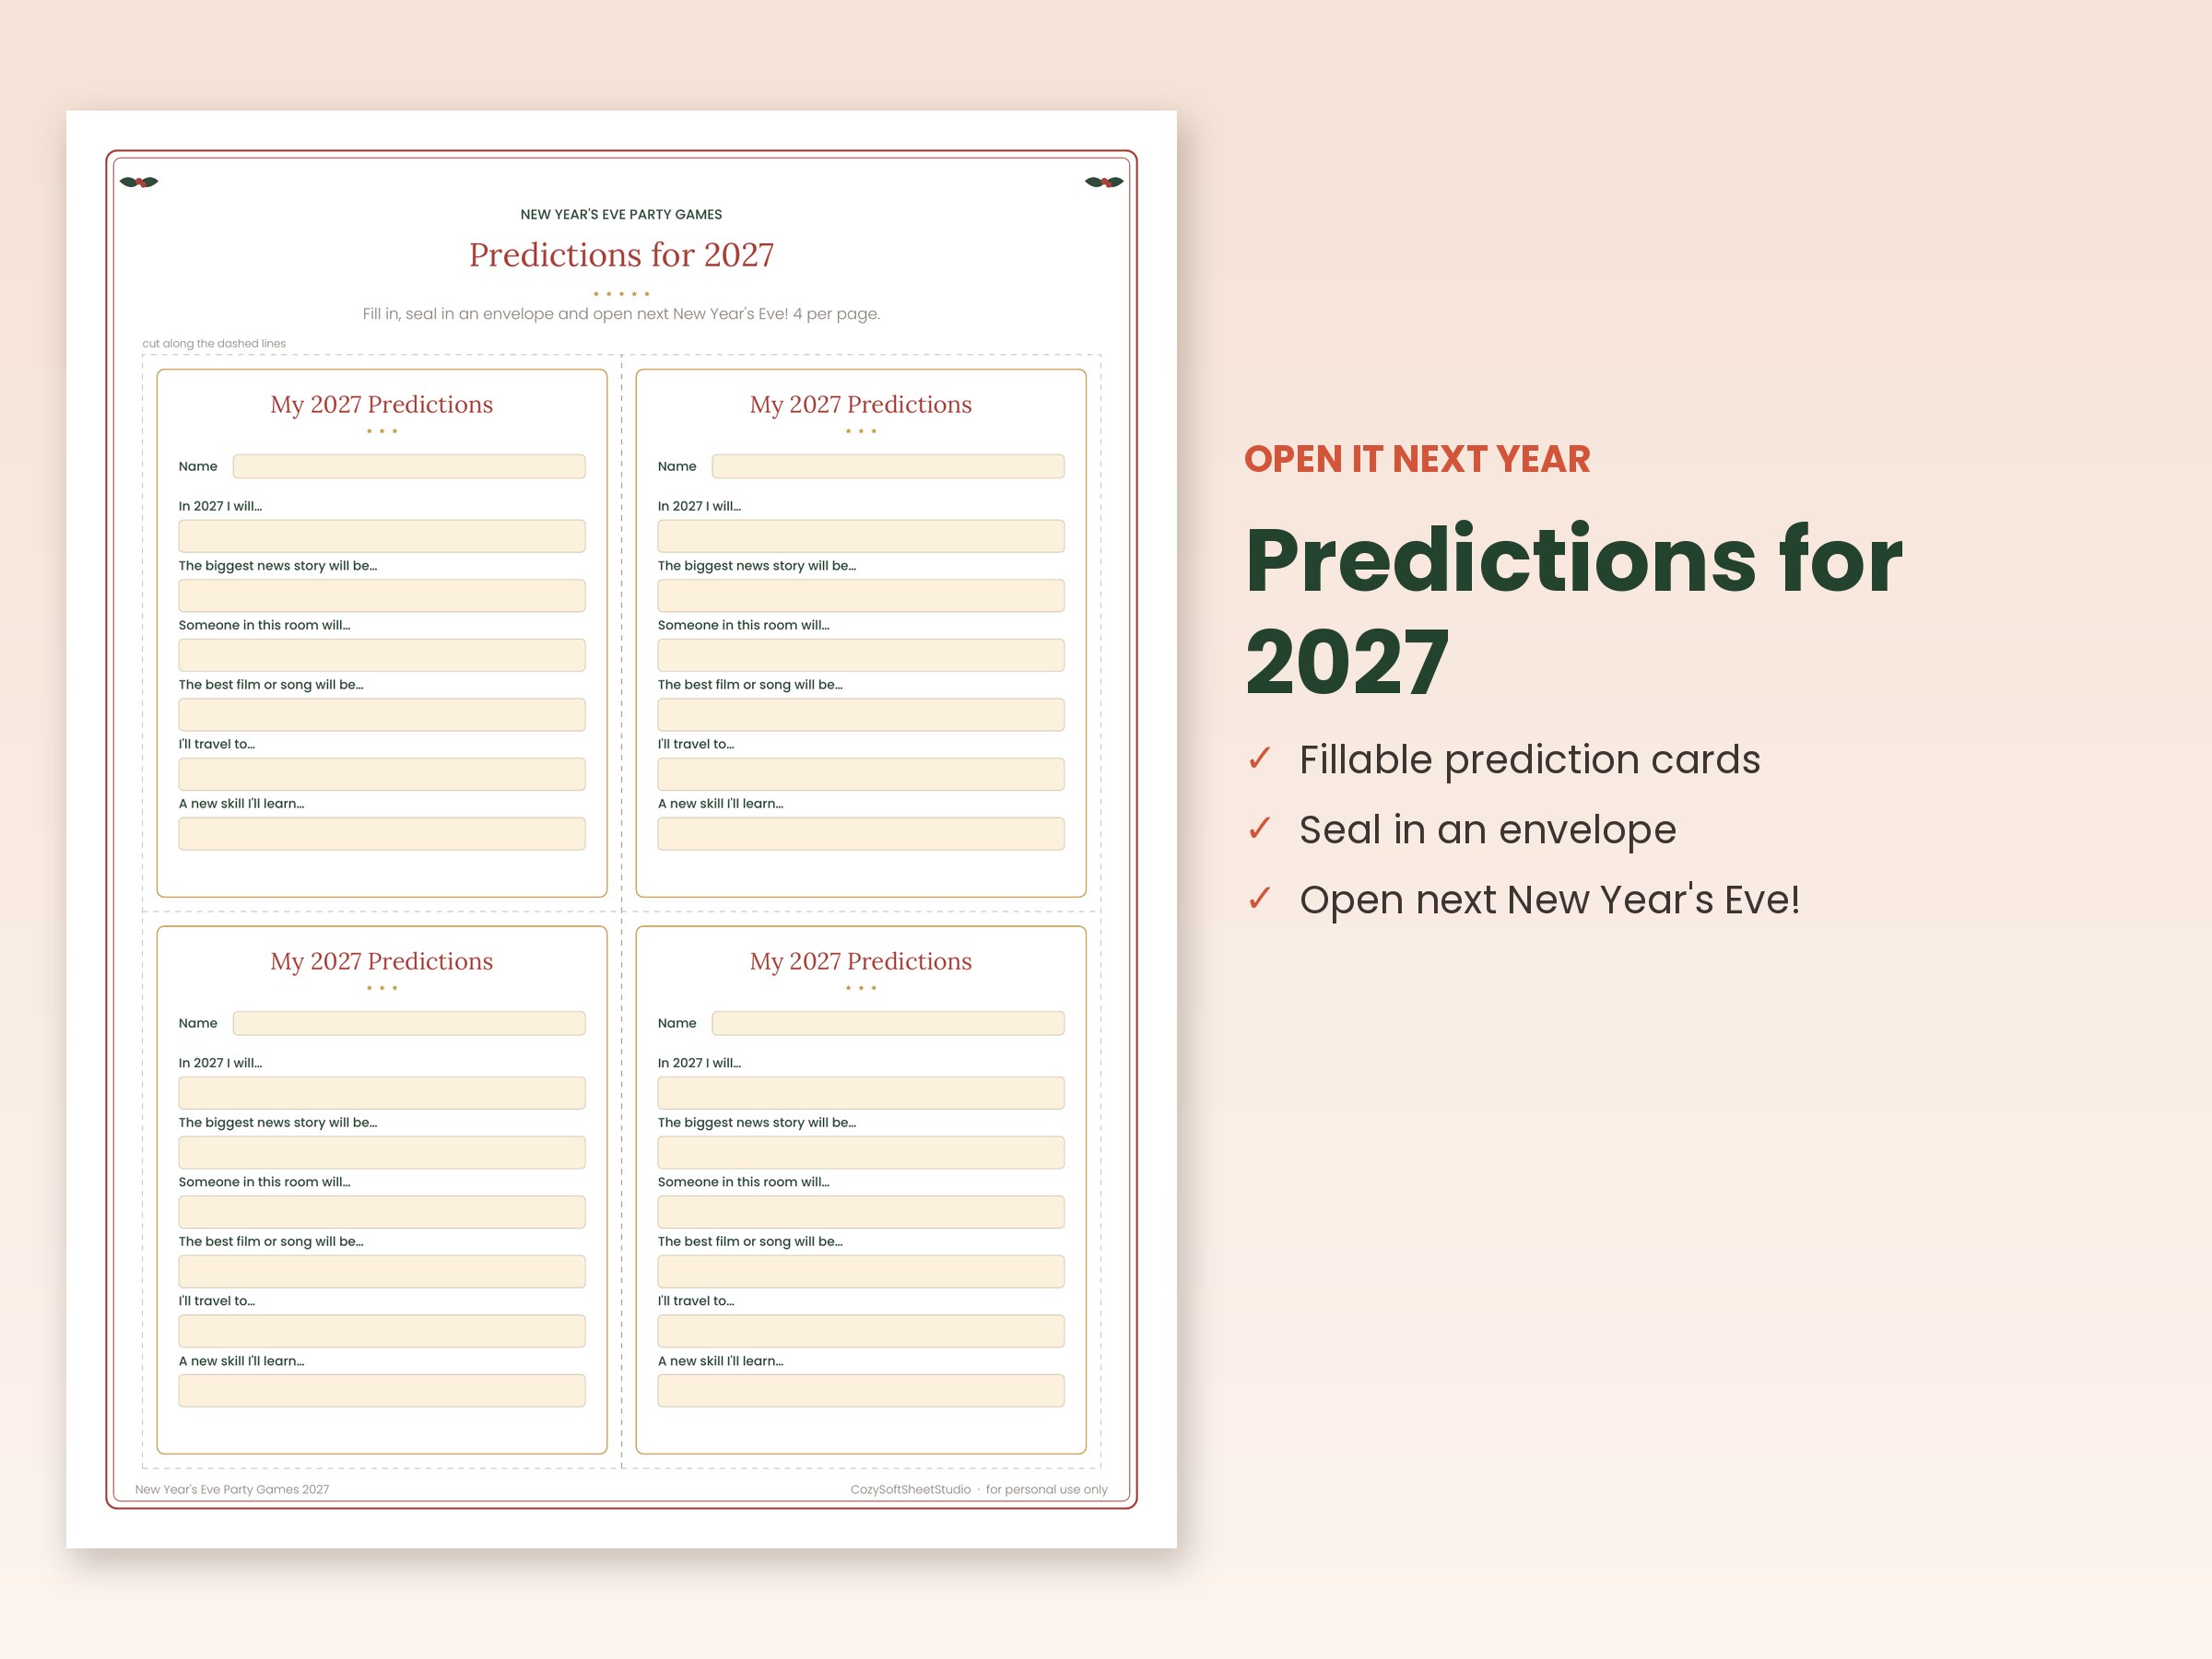 NEW YEAR'S EVE PARTY GAMES
Predictions for 2027
Fill in, seal in an envelope and open next New Year's Eve! 4 per page.
cut along the dashed lines
My 2027 Predictions
Name
In 2027 I will...
The biggest news story will be...
Someone in this room will...
The best film or song will be...
I'll travel to...
A new skill I'll learn...
My 2027 Predictions
Name
In 2027 I will...
The biggest news story will be...
Someone in this room will...
The best film or song will be...
I'll travel to...
A new skill I'll learn...
My 2027 Predictions
Name
In 2027 I will...
The biggest news story will be...
Someone in this room will...
The best film or song will be...
I'll travel to...
A new skill I'll learn...
My 2027 Predictions
Name
In 2027 I will...
The biggest news story will be...
Someone in this room will...
The best film or song will be...
I'll travel to...
A new skill I'll learn...
New Year's Eve Party Games 2027
CozySoftSheetStudio · for personal use only
OPEN IT NEXT YEAR
Predictions for
2027
✓ Fillable prediction cards
✓ Seal in an envelope
✓ Open next New Year's Eve!